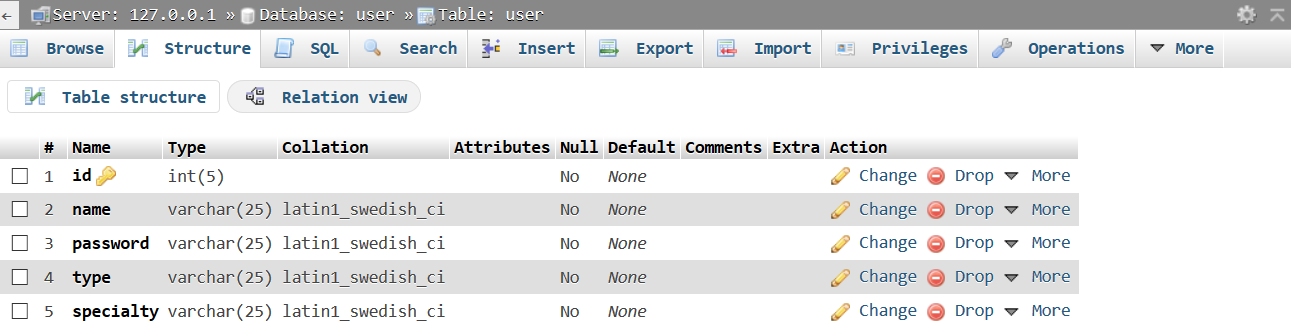 Server: 127.0.0.1 » Database: user » Table: user
Browse Structure SQL Search Insert Export Import Privileges Operations More
Table structure Relation view
# Name Type Collation Attributes Null Default Comments Extra Action
1 id int(5) No None Change Drop More
2 name varchar(25) latin1_swedish_ci No None Change Drop More
3 password varchar(25) latin1_swedish_ci No None Change Drop More
4 type varchar(25) latin1_swedish_ci No None Change Drop More
5 specialty varchar(25) latin1_swedish_ci No None Change Drop More